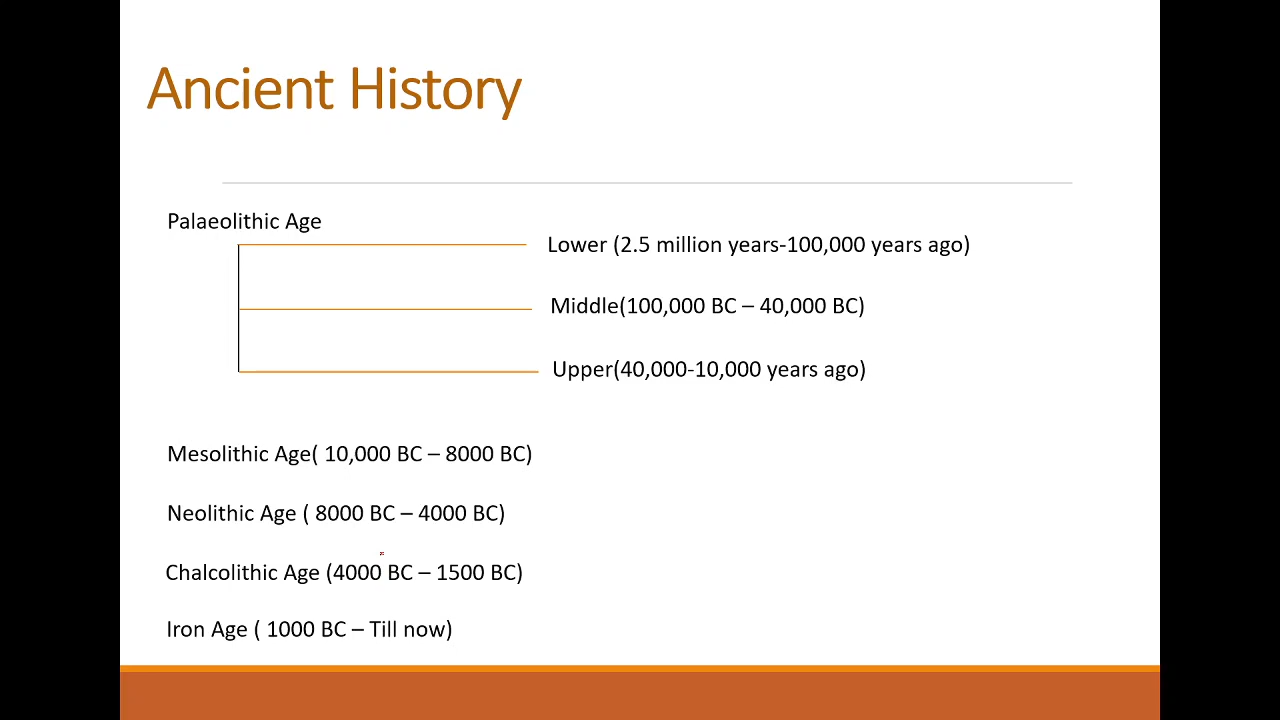 Ancient History
Palaeolithic Age
Lower (2.5 million years-100,000 years ago)
Middle(100,000 BC – 40,000 BC)
Upper(40,000-10,000 years ago)
Mesolithic Age( 10,000 BC – 8000 BC)
Neolithic Age ( 8000 BC – 4000 BC)
Chalcolithic Age (4000 BC – 1500 BC)
Iron Age ( 1000 BC – Till now)